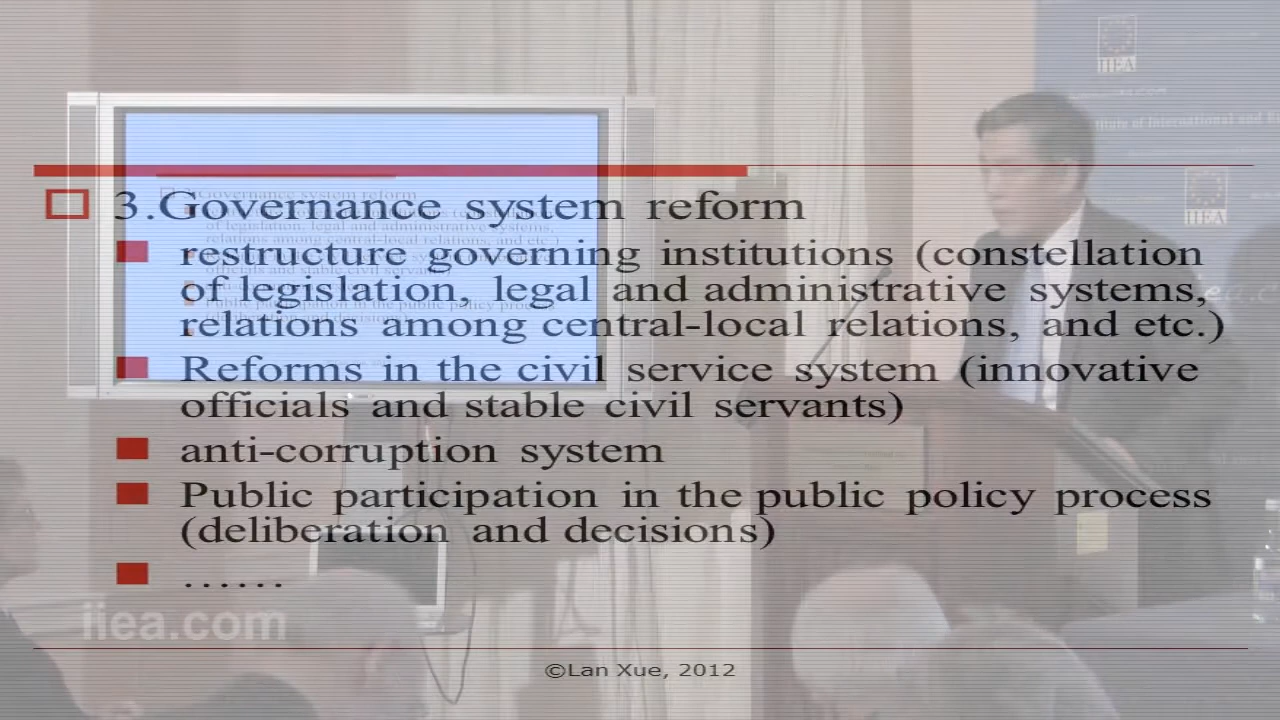 IIEA
3.Governance system reform
restructure governing institutions (constellation
of legislation, legal and administrative systems,
relations among central-local relations, and etc.)
Reforms in the civil service system (innovative
officials and stable civil servants)
anti-corruption system
Public participation in the public policy process
(deliberation and decisions)
......
IIEA
iiea.com
©Lan Xue, 2012